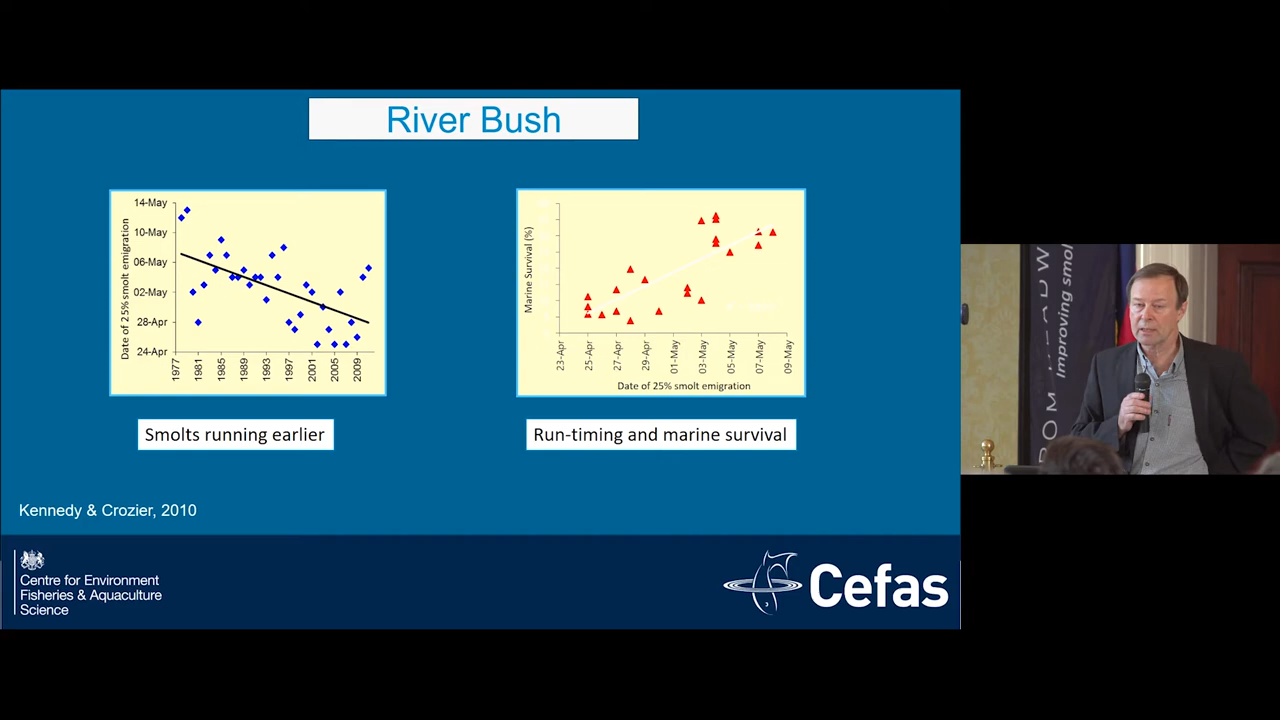 River Bush
14-May
10-May
06-May
02-May
28-Apr
24-Apr
Date of 25% smolt emigration
1977
1981
1985
1989
1993
1997
2001
2005
2009
Smolts running earlier
Marine Survival (%)
23-Apr
25-Apr
27-Apr
29-Apr
01-May
03-May
05-May
07-May
09-May
Date of 25% smolt emigration
Run-timing and marine survival
Kennedy & Crozier, 2010
Centre for Environment
Fisheries & Aquaculture
Science
Cefas
Improving smol